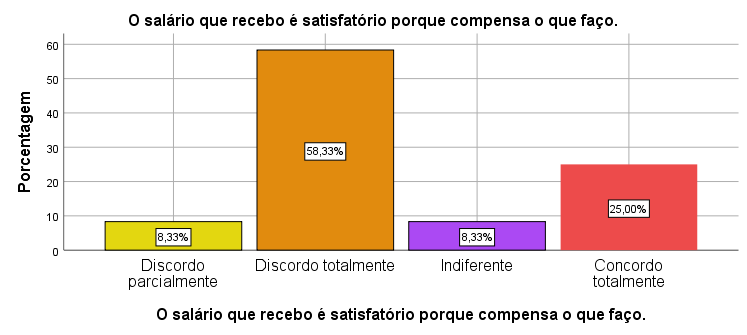 O salário que recebo é satisfatório porque compensa o que faço.
60
50
40
30
20
10
0
Porcentagem
8,33%
58,33%
8,33%
25,00%
Discordo
parcialmente
Discordo totalmente
Indiferente
Concordo
totalmente
O salário que recebo é satisfatório porque compensa o que faço.